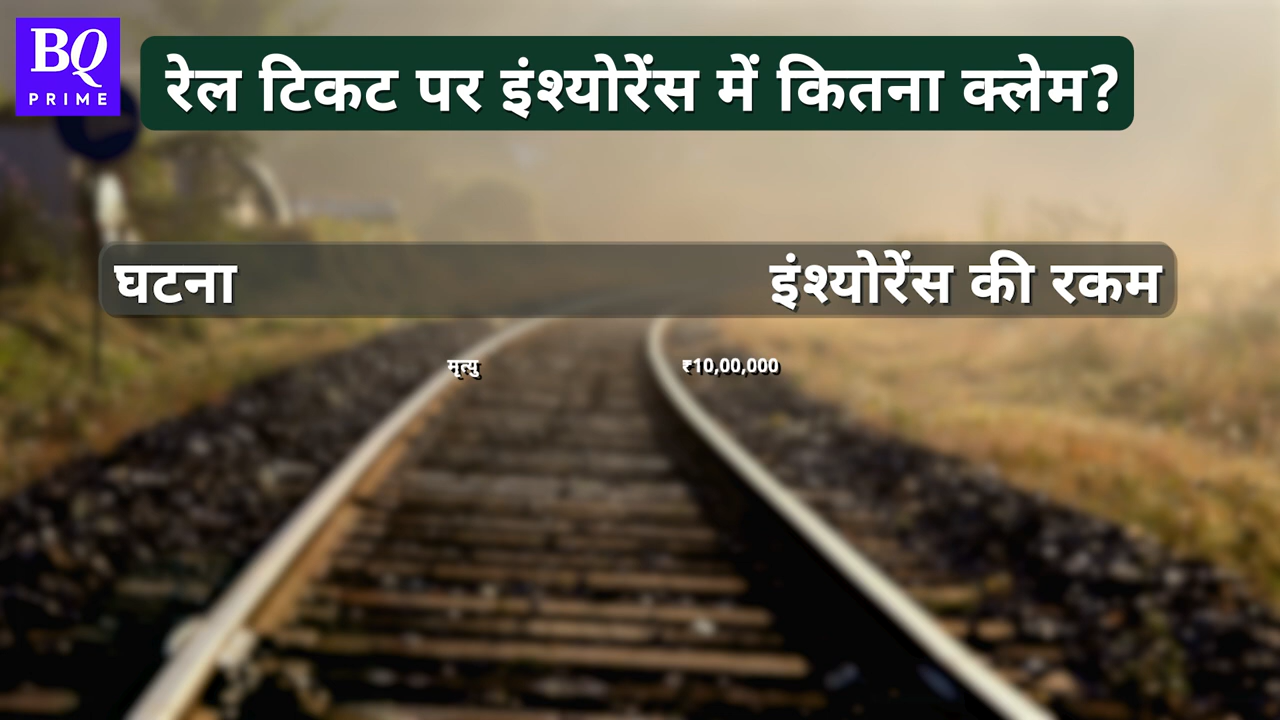 BQ
PRIME
रेल टिकट पर इंश्योरेंस में कितना क्लेम?
घटना इंश्योरेंस की रकम
मृत्यु ₹10,00,000